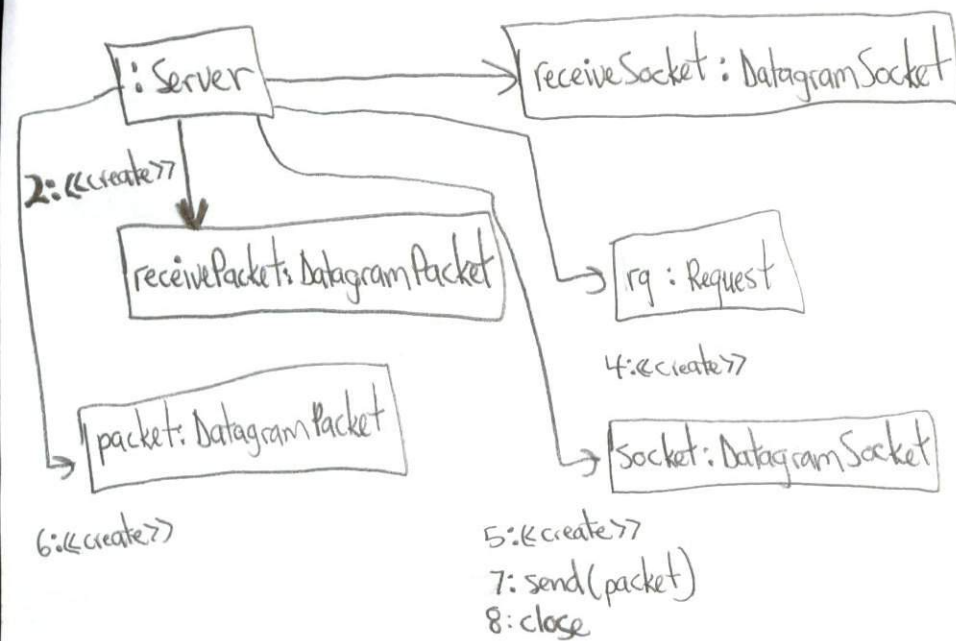 : Server
receiveSocket : DatagramSocket
2: <<create>>
receivePacket: DatagramPacket
rq : Request
4: <<create>>
packet: DatagramPacket
socket: DatagramSocket
6: <<create>>
5: <<create>>
7: send(packet)
8: close